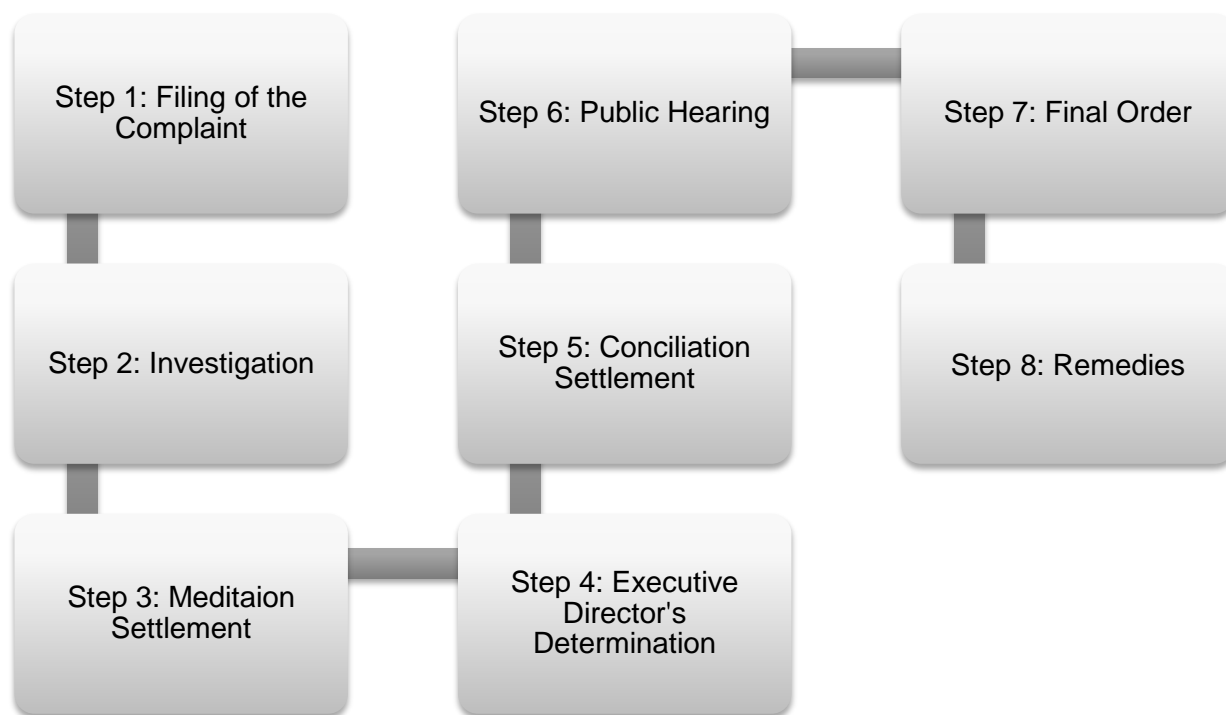 Step 1: Filing of the
Complaint
Step 2: Investigation
Step 3: Meditaion
Settlement
Step 4: Executive
Director's
Determination
Step 5: Conciliation
Settlement
Step 6: Public Hearing
Step 7: Final Order
Step 8: Remedies